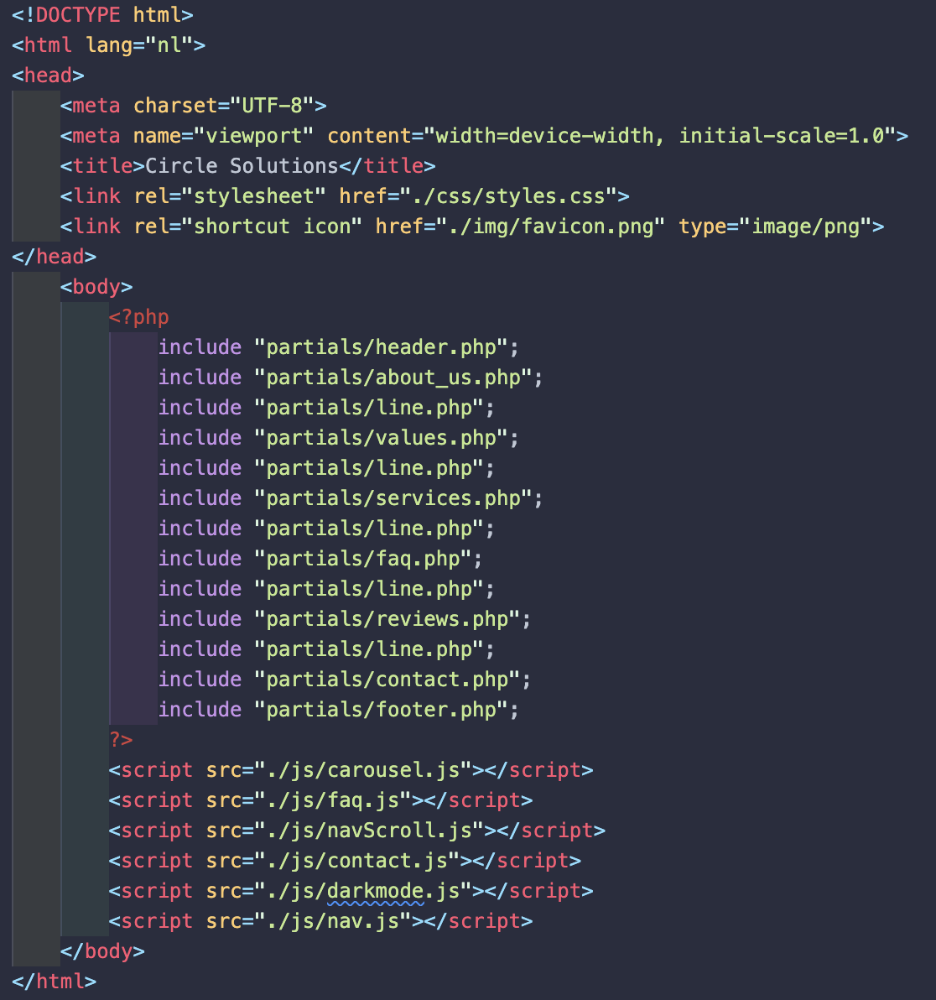 <!DOCTYPE html>
<html lang="nl">
<head>
    <meta charset="UTF-8">
    <meta name="viewport" content="width=device-width, initial-scale=1.0">
    <title>Circle Solutions</title>
    <link rel="stylesheet" href="./css/styles.css">
    <link rel="shortcut icon" href="./img/favicon.png" type="image/png">
</head>
    <body>
        <?php
            include "partials/header.php";
            include "partials/about_us.php";
            include "partials/line.php";
            include "partials/values.php";
            include "partials/line.php";
            include "partials/services.php";
            include "partials/line.php";
            include "partials/faq.php";
            include "partials/line.php";
            include "partials/reviews.php";
            include "partials/line.php";
            include "partials/contact.php";
            include "partials/footer.php";
        ?>
        <script src="./js/carousel.js"></script>
        <script src="./js/faq.js"></script>
        <script src="./js/navScroll.js"></script>
        <script src="./js/contact.js"></script>
        <script src="./js/darkmode.js"></script>
        <script src="./js/nav.js"></script>
    </body>
</html>